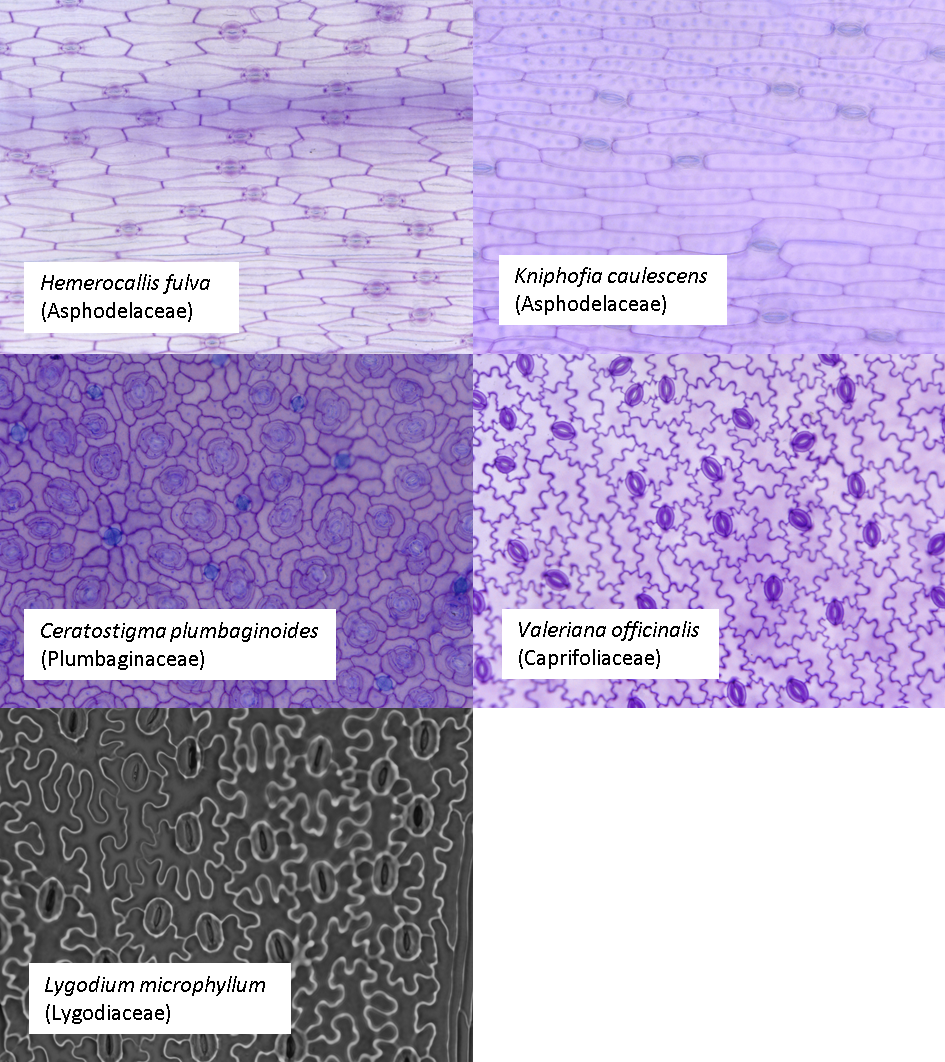 Hemerocallis fulva
(Asphodelaceae)
Kniphofia caulescens
(Asphodelaceae)
Ceratostigma plumbaginoides
(Plumbaginaceae)
Valeriana officinalis
(Caprifoliaceae)
Lygodium microphyllum
(Lygodiaceae)